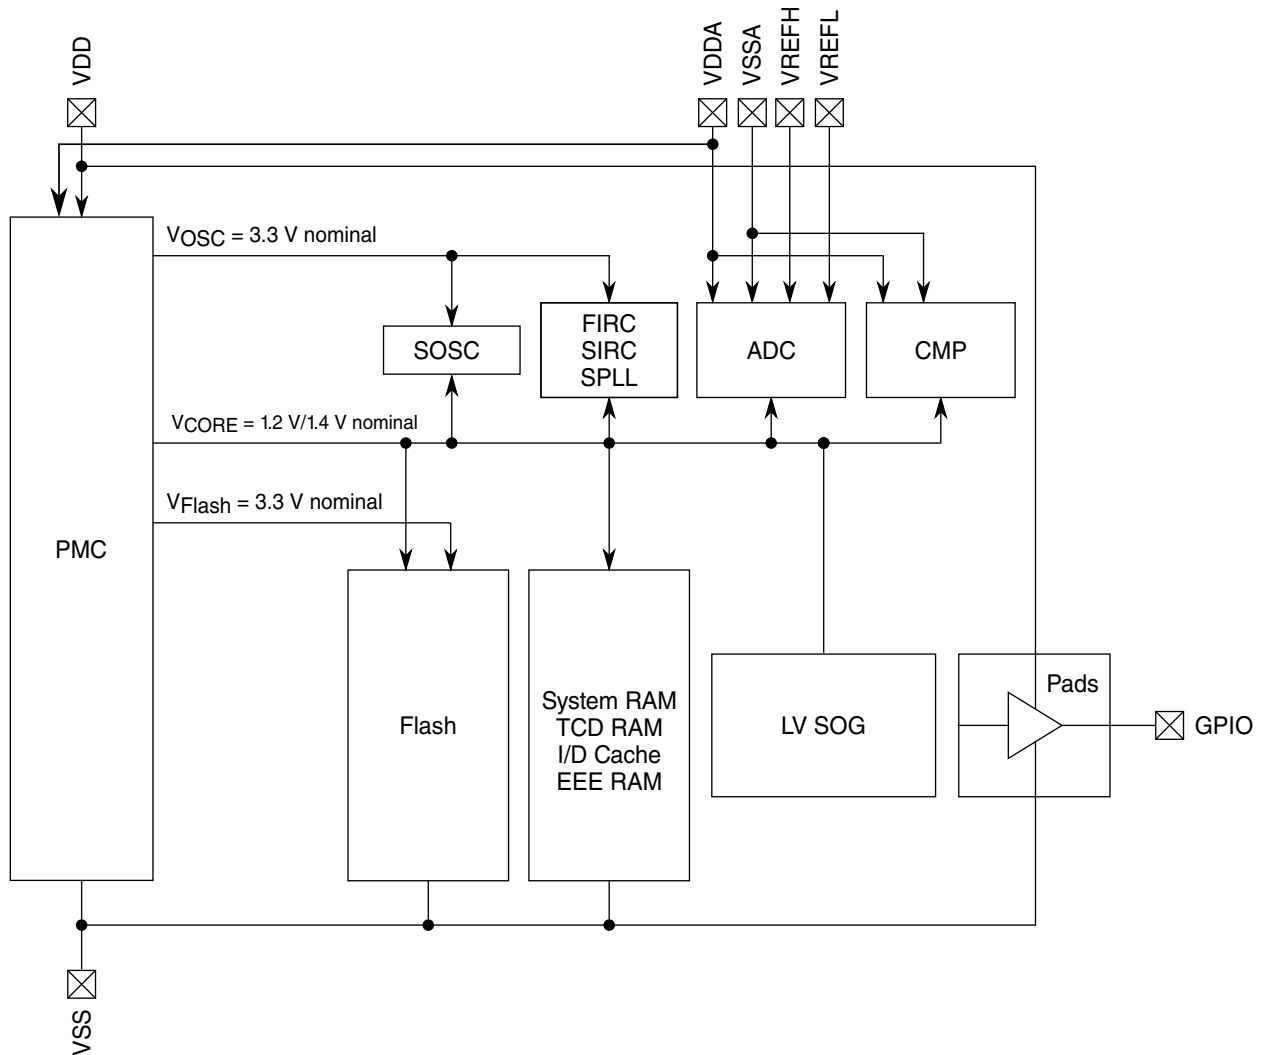 VDD
VDDA
VSSA
VREFH
VREFL
VOSC = 3.3 V nominal
FIRC
SIRC
SPLL
SOSC
ADC
CMP
VCORE = 1.2 V/1.4 V nominal
VFlash = 3.3 V nominal
PMC
Flash
System RAM
TCD RAM
I/D Cache
EEE RAM
LV SOG
Pads
GPIO
VSS